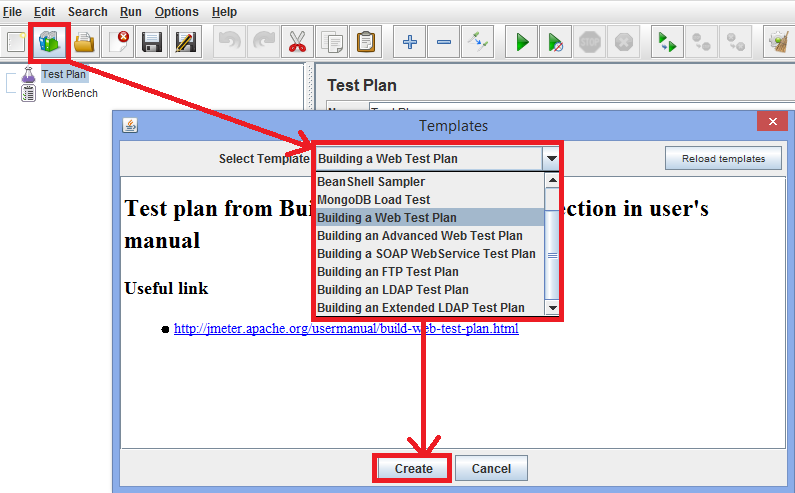 File Edit Search Run Options Help
STOP
Test Plan
WorkBench
Test Plan
Templates
Select Template Building a Web Test Plan Reload templates
BeanShell Sampler
MongoDB Load Test
Building a Web Test Plan
Building an Advanced Web Test Plan
Building a SOAP WebService Test Plan
Building an FTP Test Plan
Building an LDAP Test Plan
Building an Extended LDAP Test Plan
Test plan from Bui ection in user's
manual
Useful link
http://jmeter.apache.org/usermanual/build-web-test-plan.html
Create Cancel